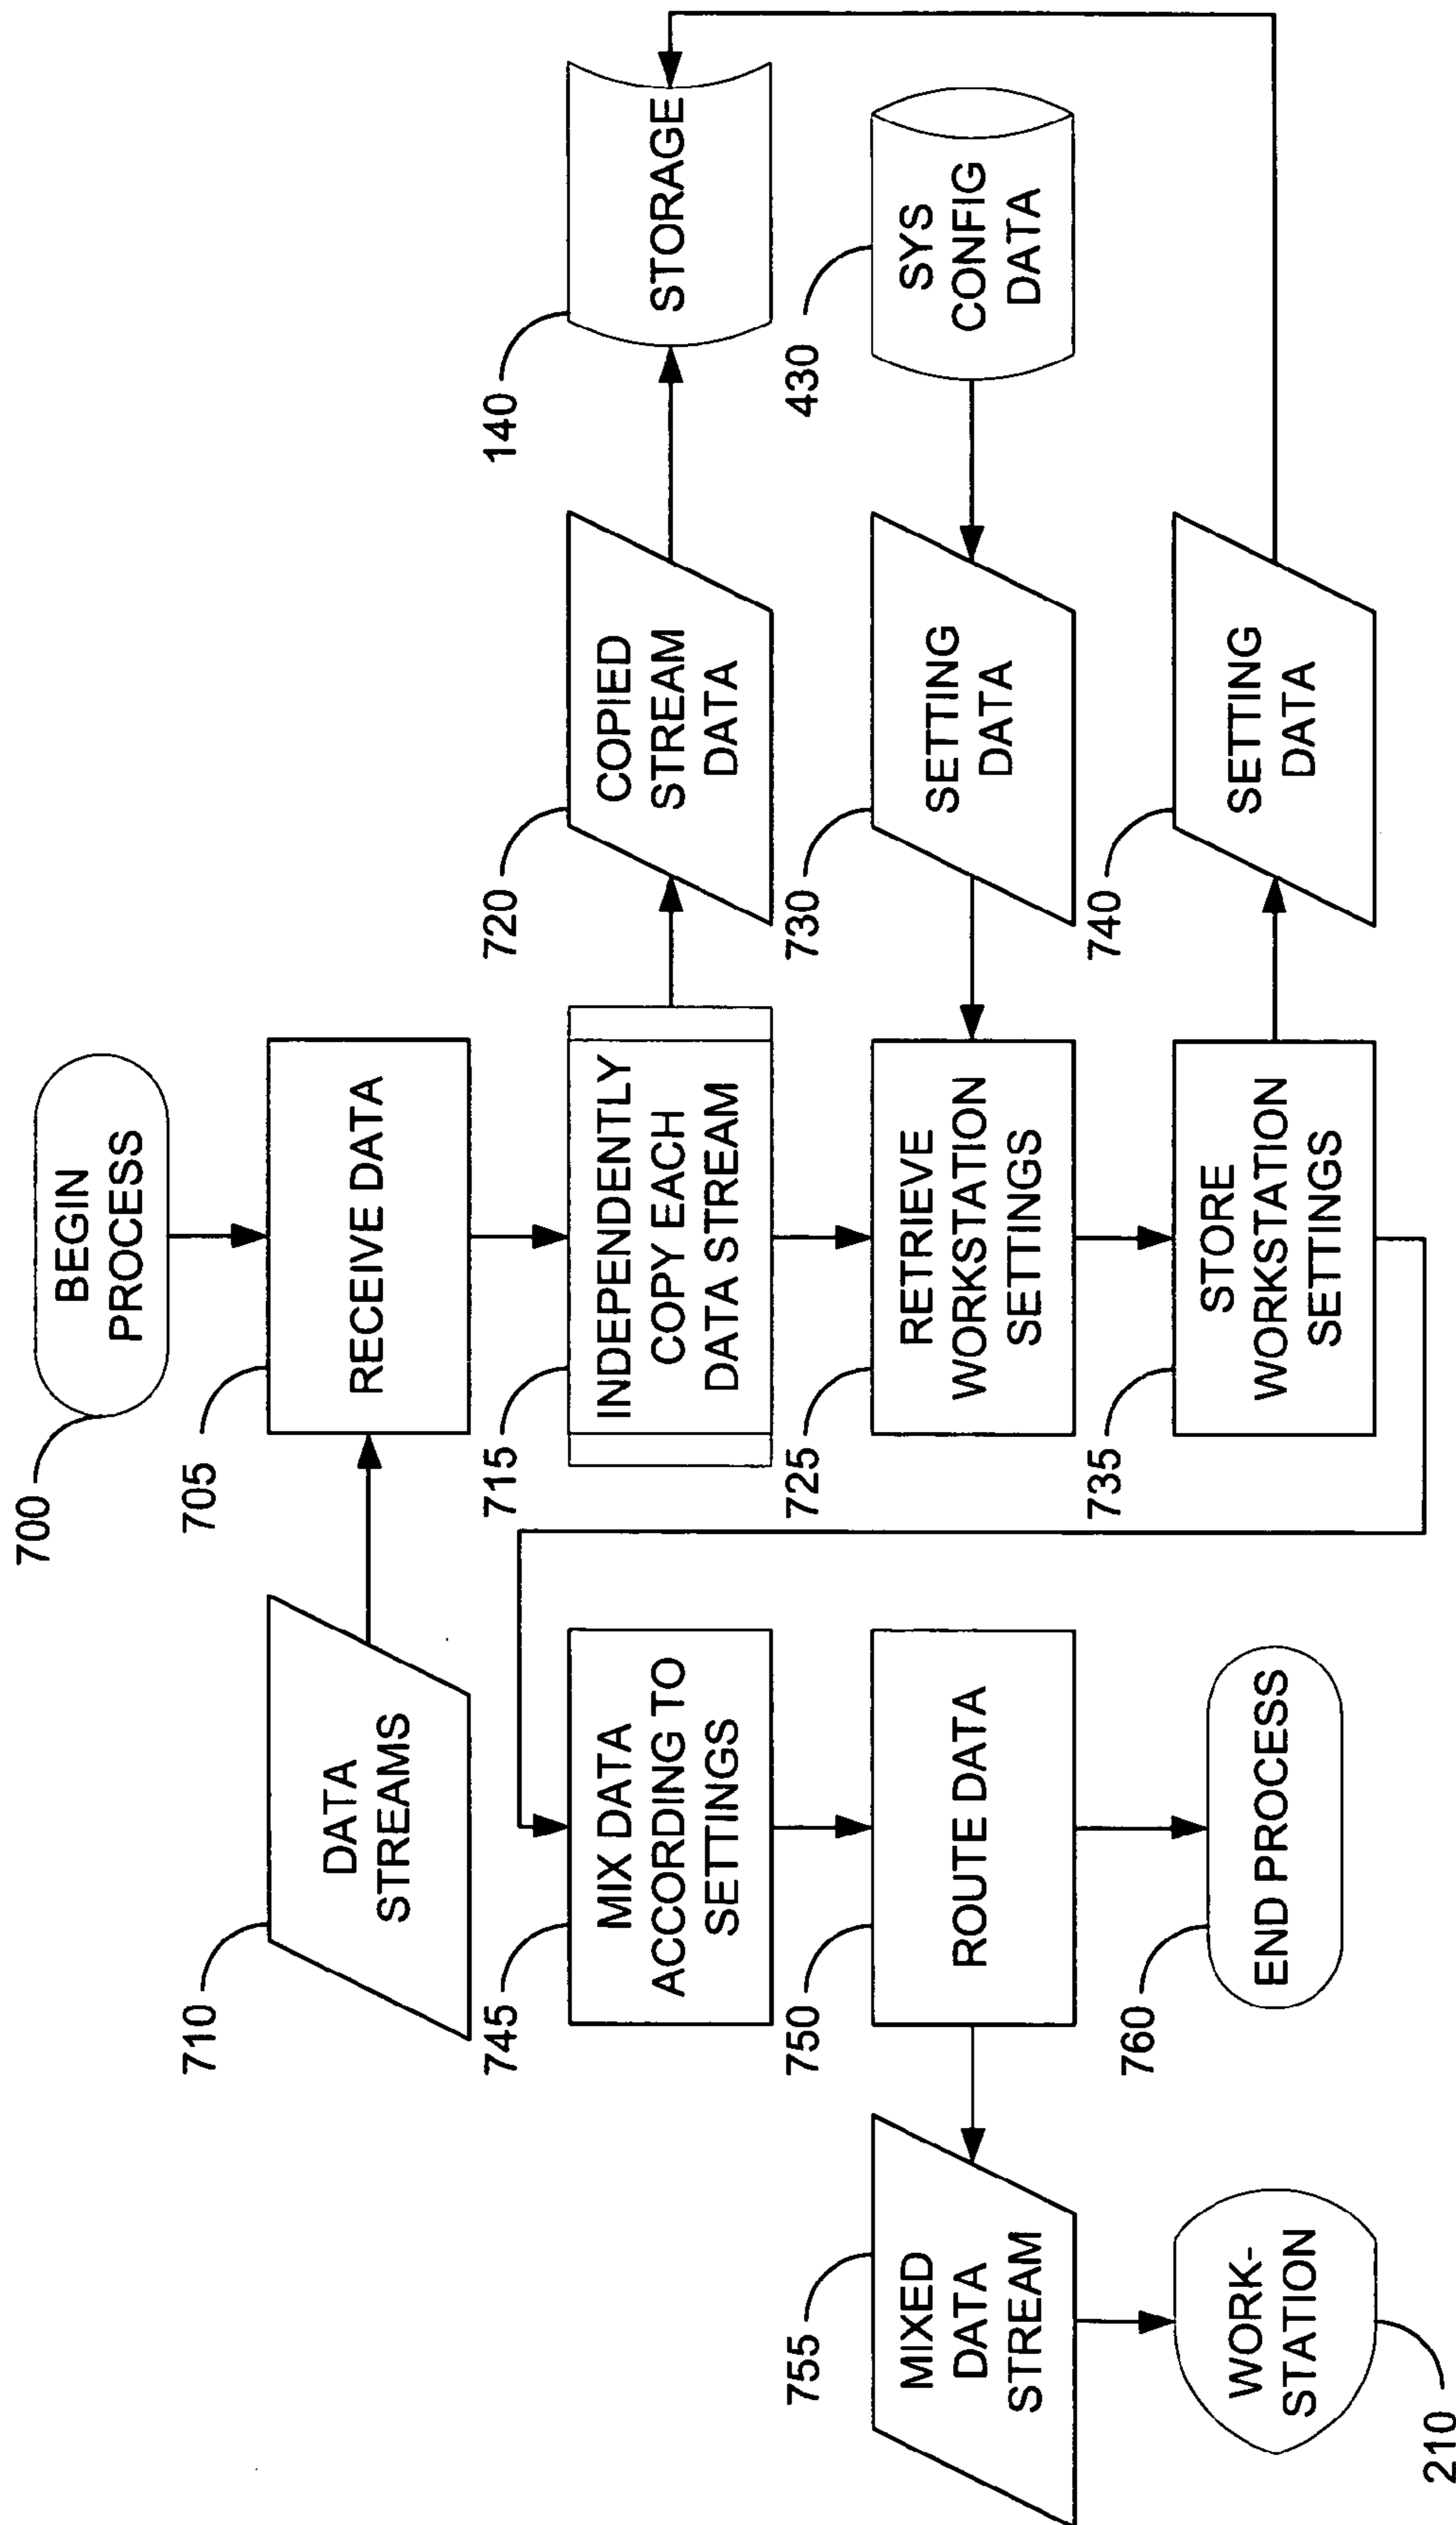 700
BEGIN
PROCESS
710
DATA
STREAMS
705
RECEIVE DATA
715
INDEPENDENTLY
COPY EACH
DATA STREAM
720
COPIED
STREAM
DATA
140
STORAGE
725
RETRIEVE
WORKSTATION
SETTINGS
730
SETTING
DATA
430
SYS
CONFIG
DATA
735
STORE
WORKSTATION
SETTINGS
740
SETTING
DATA
745
MIX DATA
ACCORDING TO
SETTINGS
750
ROUTE DATA
755
MIXED
DATA
STREAM
760
END PROCESS
WORK-
STATION
210